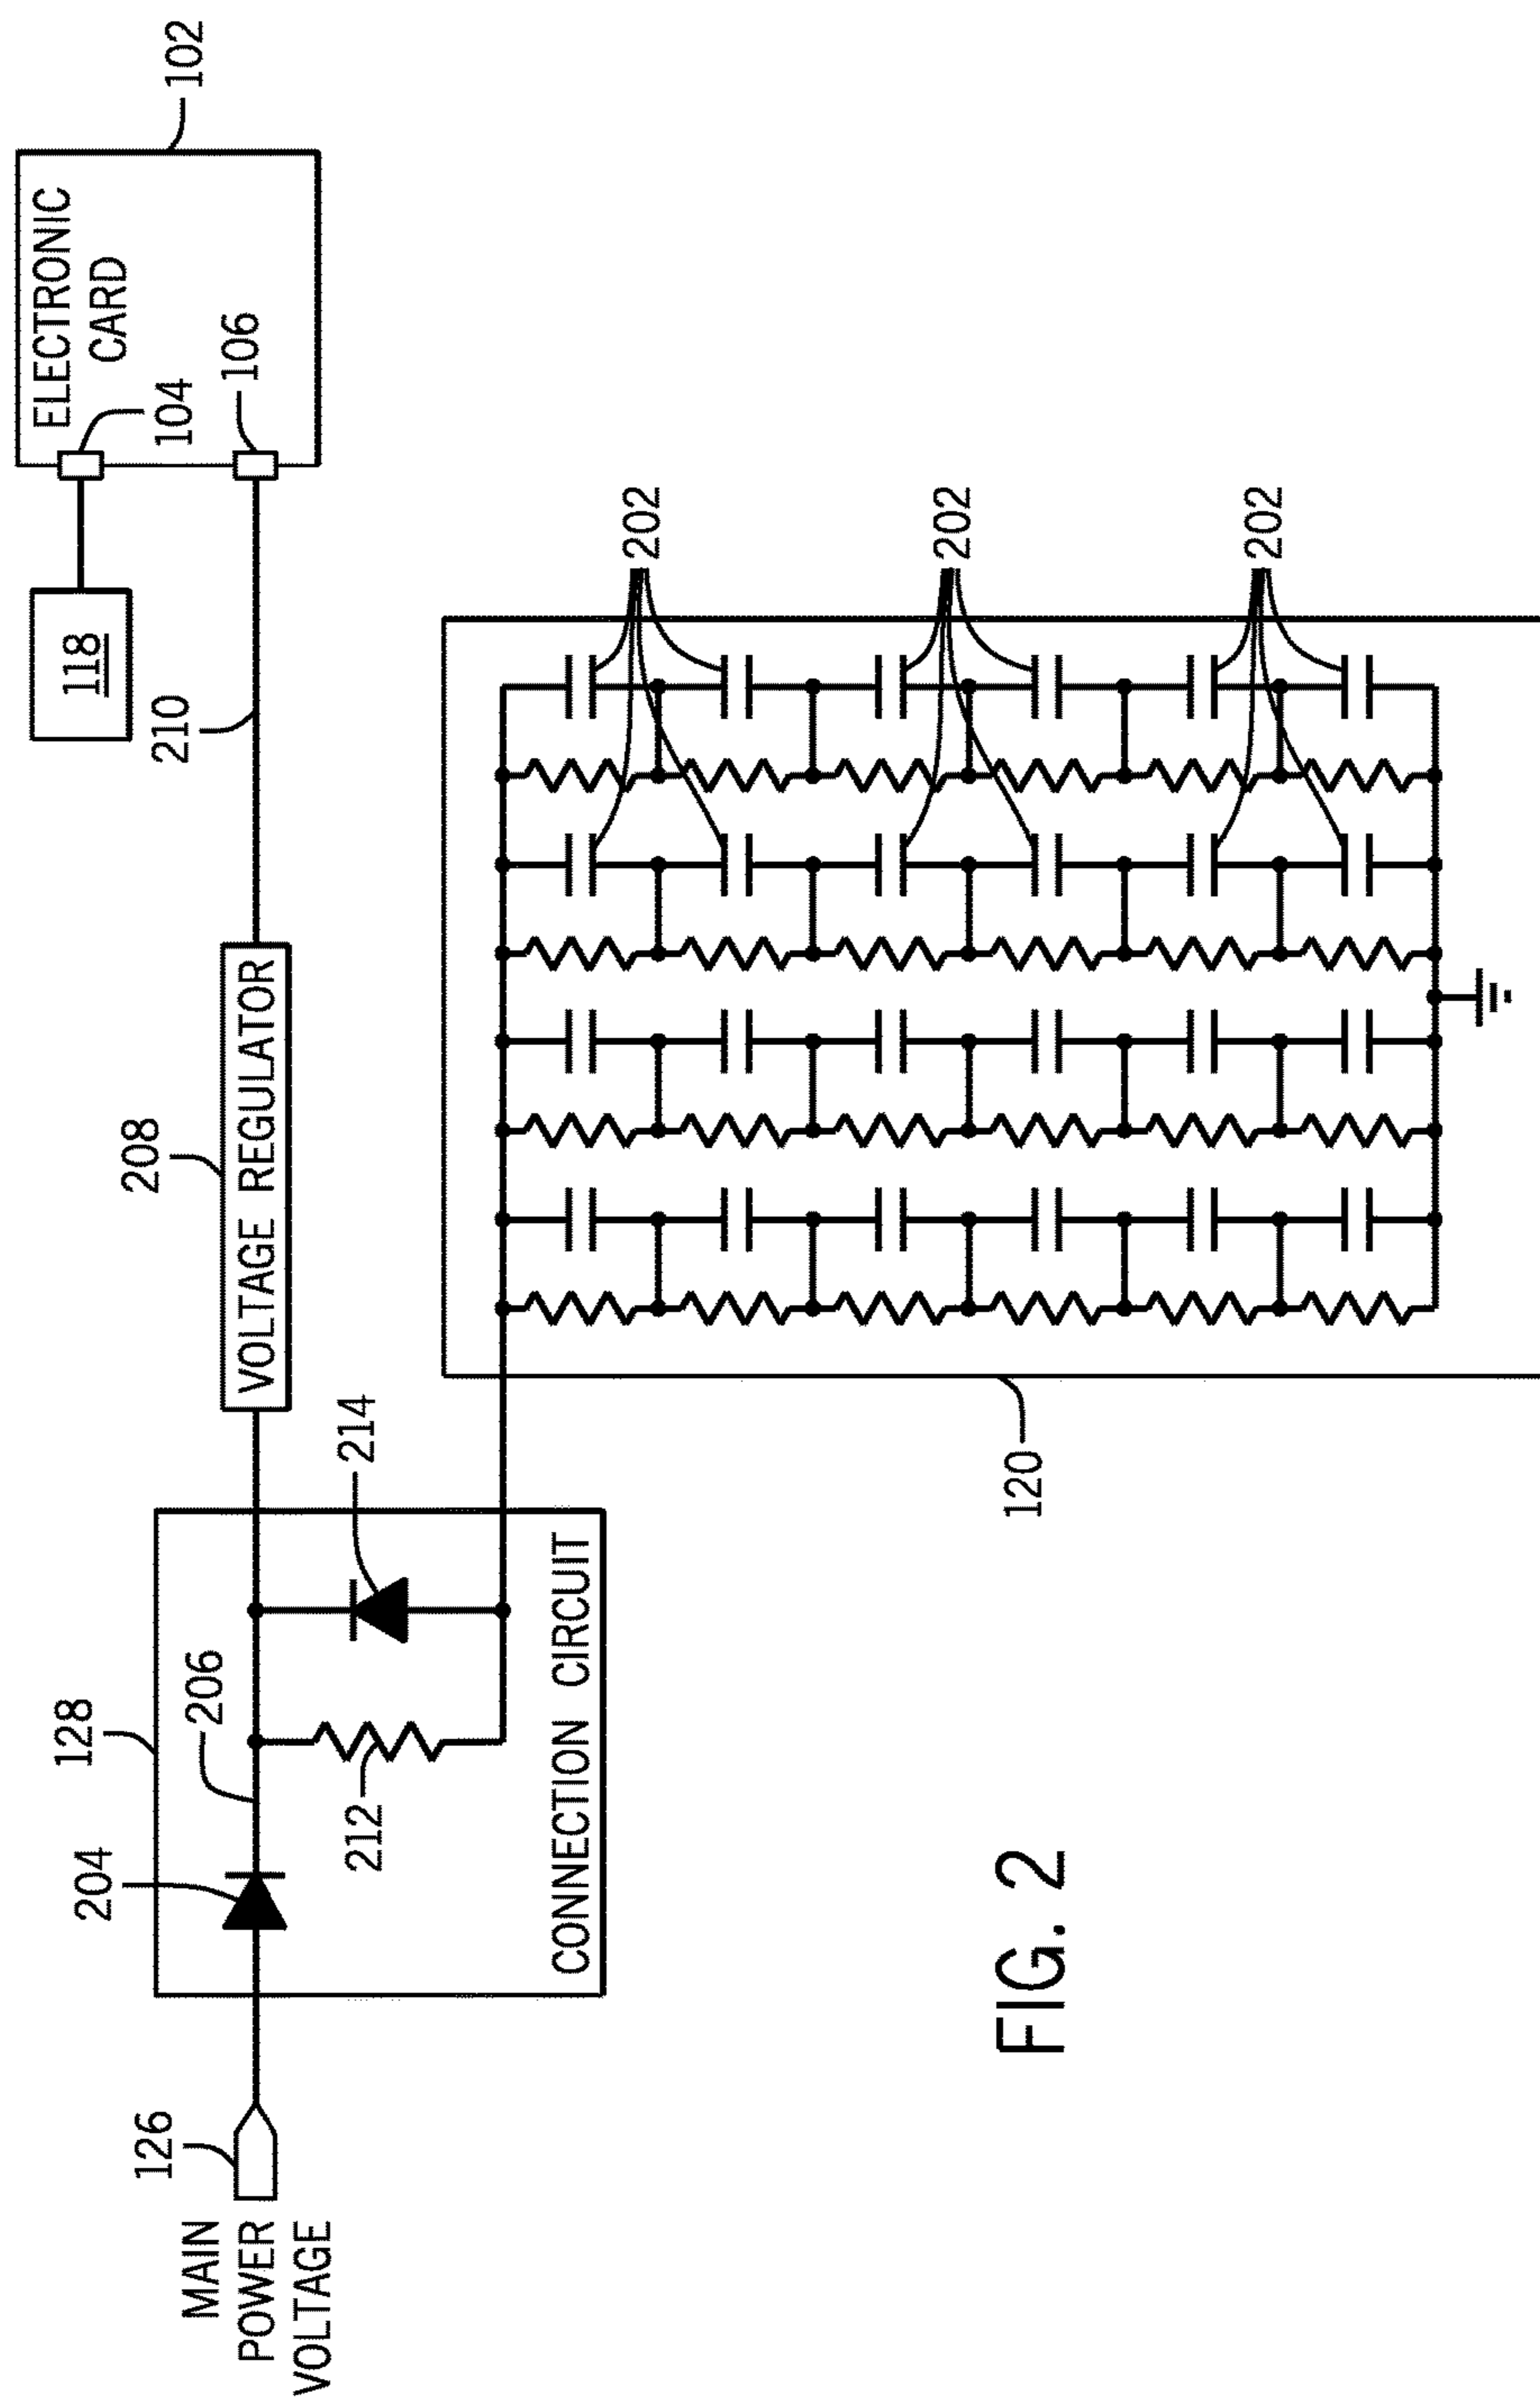 126
MAIN
POWER
VOLTAGE
204
128
206
212
214
CONNECTION CIRCUIT
208
VOLTAGE REGULATOR
210
118
ELECTRONIC
CARD
104
106
102
202
202
202
120
FIG. 2